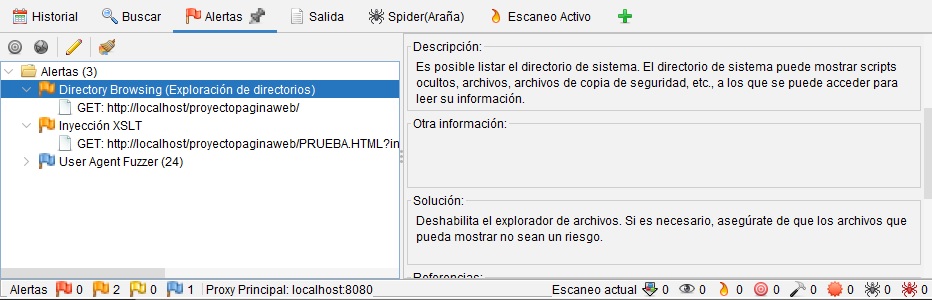 Historial Buscar Alertas Salida Spider(Araña) Escaneo Activo
Alertas (3)
Directory Browsing (Exploración de directorios)
GET: http://localhost/proyectopaginaweb/
Inyección XSLT
GET: http://localhost/proyectopaginaweb/PRUEBA.HTML?in
User Agent Fuzzer (24)
Descripción:
Es posible listar el directorio de sistema. El directorio de sistema puede mostrar scripts
ocultos, archivos, archivos de copia de seguridad, etc., a los que se puede acceder para
leer su información.
Otra información:
Solución:
Deshabilita el explorador de archivos. Si es necesario, asegúrate de que los archivos que
pueda mostrar no sean un riesgo.
Referencias:
Alertas 0 2 0 1 Proxy Principal: localhost:8080 Escaneo actual 0 0 0 0 0 0 0 0